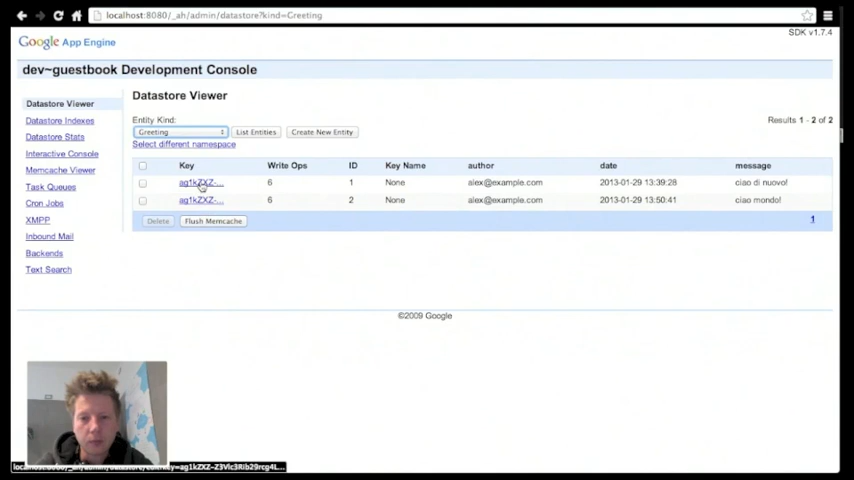 localhost:8080/_ah/admin/datastore?kind=Greeting
SDK v1.7.4
Google App Engine
dev~guestbook Development Console
Datastore Viewer
Datastore Indexes
Datastore Stats
Interactive Console
Memcache Viewer
Task Queues
Cron Jobs
XMPP
Inbound Mail
Backends
Text Search
Datastore Viewer
Entity Kind:
Results 1 - 2 of 2
Greeting List Entities Create New Entity
Select different namespace
Key Write Ops ID Key Name author date message
ag1kZXZ-... 6 1 None alex@example.com 2013-01-29 13:39:28 ciao di nuovo!
ag1kZXZ-... 6 2 None alex@example.com 2013-01-29 13:50:41 ciao mondo!
Delete Flush Memcache 1
©2009 Google